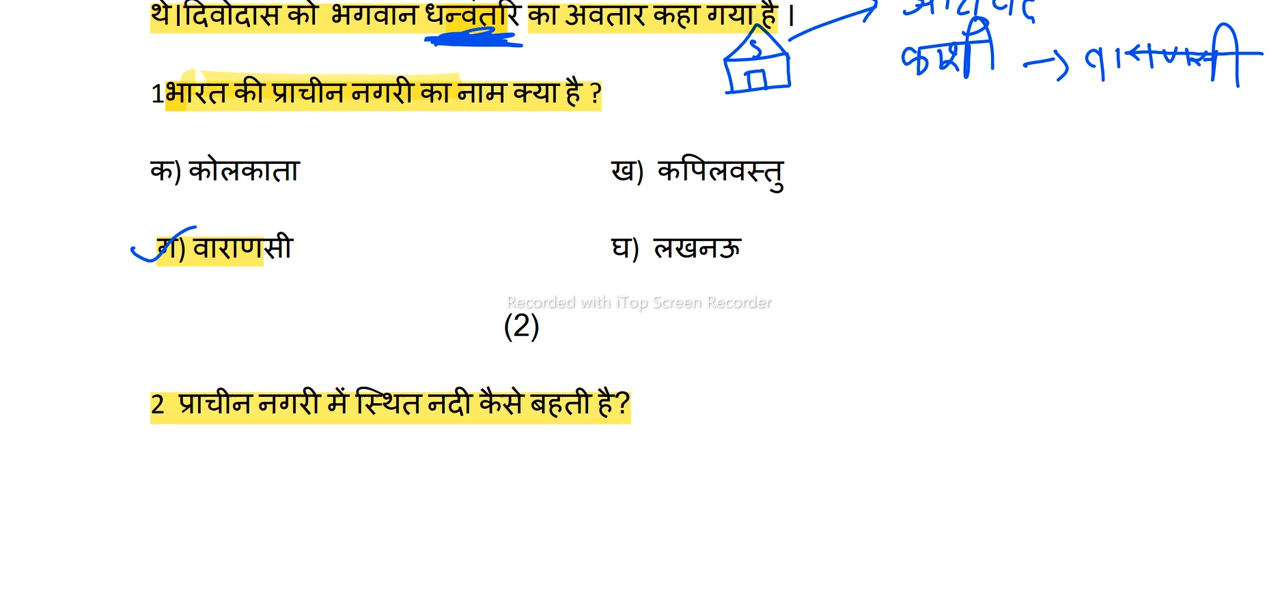 थे।दिवोदास को भगवान धन्वंतरि का अवतार कहा गया है ।
काशी → वाराणसी
S
1भारत की प्राचीन नगरी का नाम क्या है ?
क) कोलकाता ख) कपिलवस्तु
ग) वाराणसी घ) लखनऊ
Recorded with iTop Screen Recorder
(2)
2 प्राचीन नगरी में स्थित नदी कैसे बहती है?